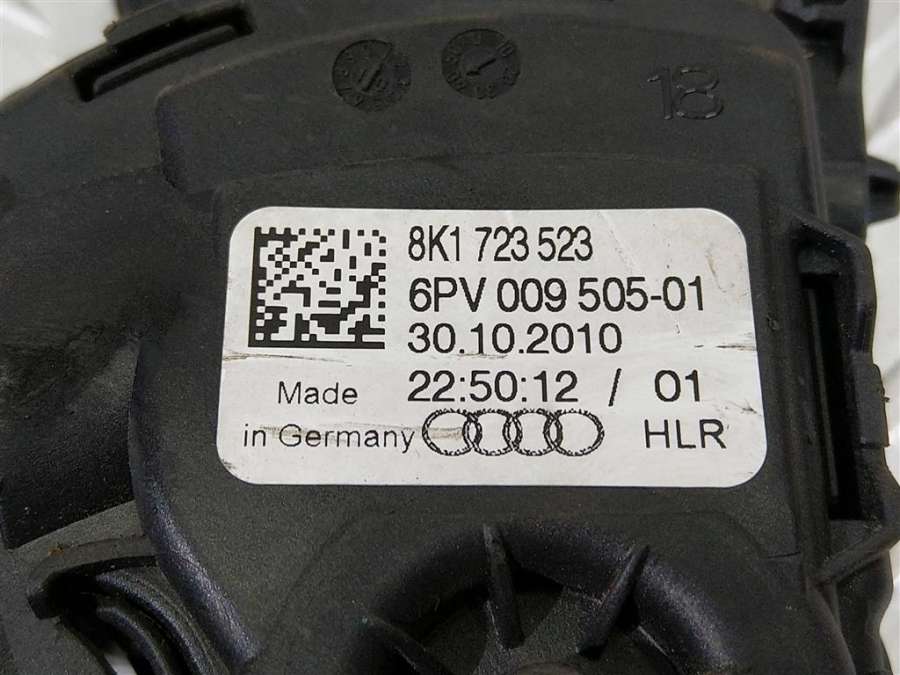 18
8K1 723 523
6PV 009 505-01
30.10.2010
22:50:12 / 01
Made
in Germany
HLR